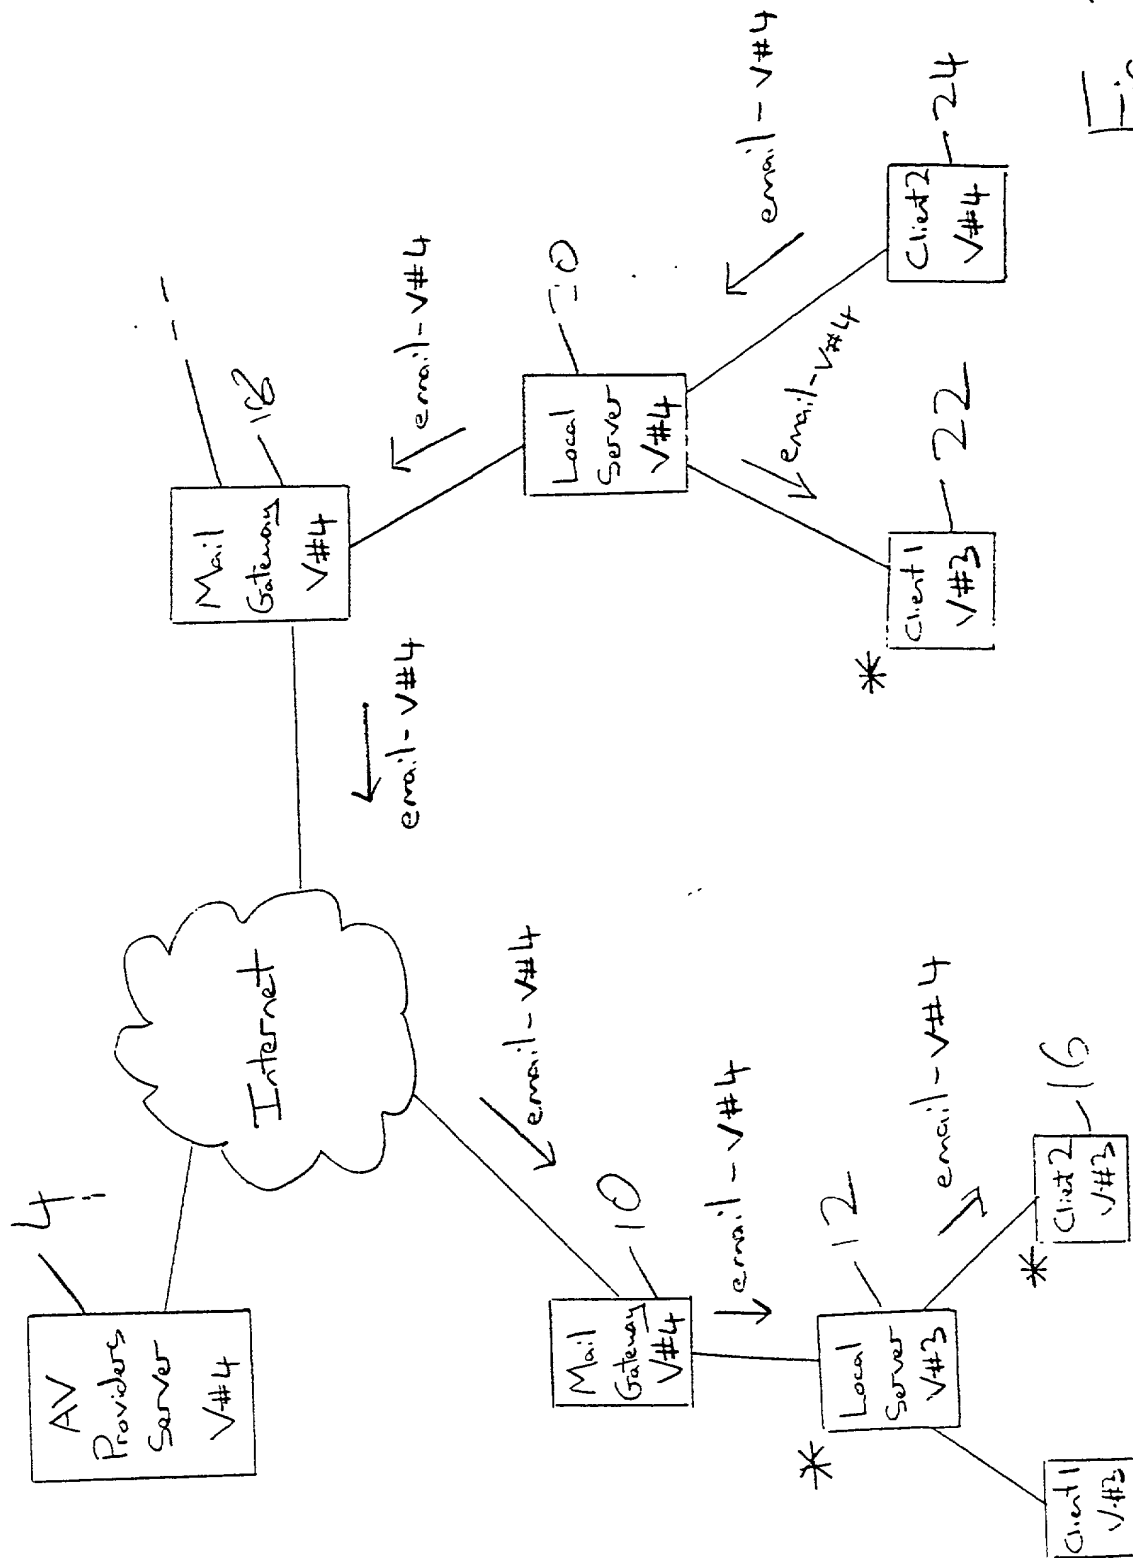 AV
Providers
Server
V#4
4
Internet
Mail
Gateway
V#4
18
email-V#4
email-V#4
Local
Server
V#4
20
email-V#4
email-V#4
Client 1
V#3
22
*
Client 2
V#4
24
email-V#4
Mail
Gateway
V#4
10
email-V#4
Local
Server
V#3
12
*
email-V#4
Client 1
V#3
Client 2
V#3
16
*